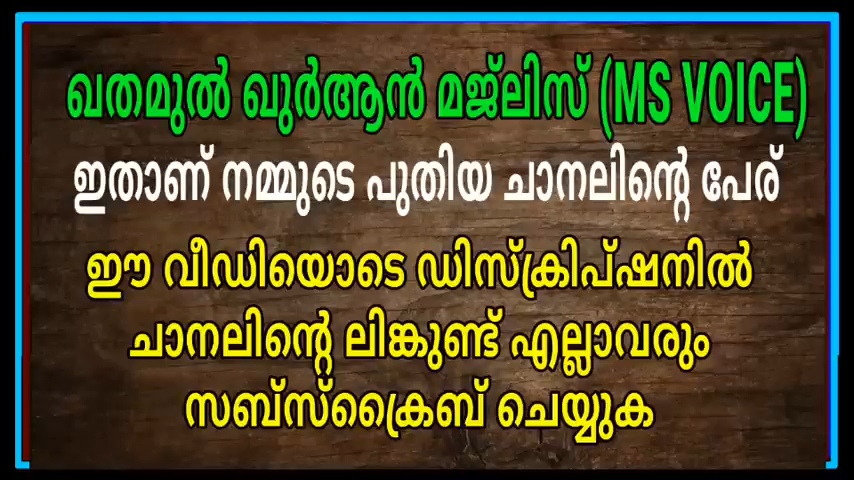 ഖതമുൽ ഖുർആൻ മജ്ലിസ് (MS VOICE)
ഇതാണ് നമ്മുടെ പുതിയ ചാനലിന്റെ പേര്
ഈ വീഡിയൊടെ ഡിസ്ക്രിപ്ഷനിൽ
ചാനലിന്റെ ലിങ്കുണ്ട് എല്ലാവരും
സബ്സ്ക്രൈബ് ചെയ്യുക